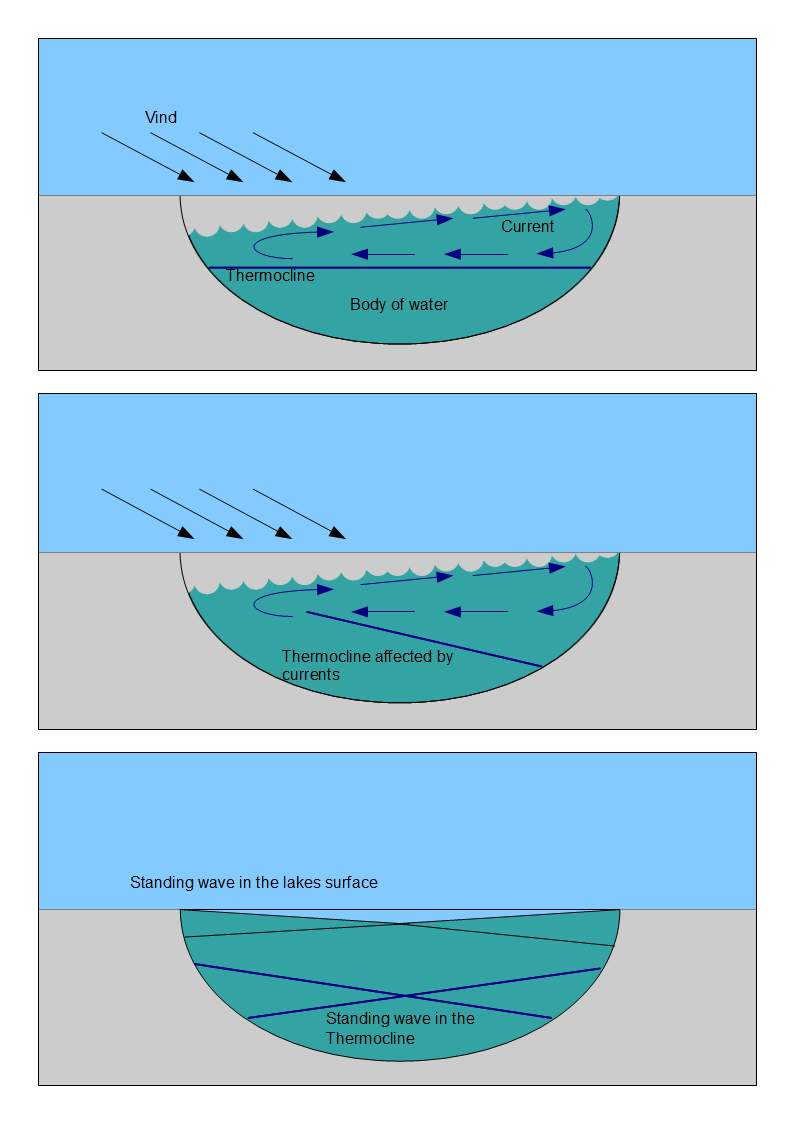 Vind
Current
Thermocline
Body of water
Thermocline affected by
currents
Standing wave in the lakes surface
Standing wave in the
Thermocline